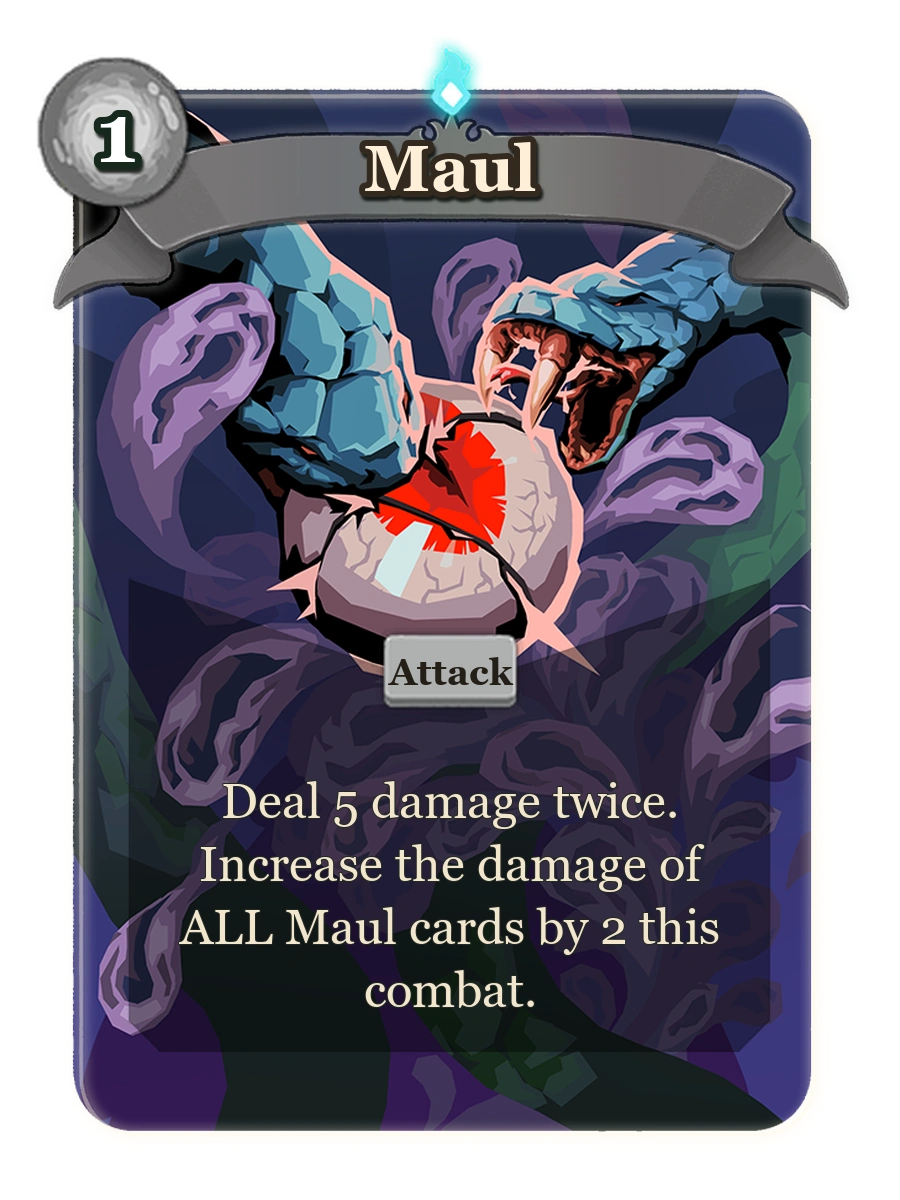 1
Maul
Attack
Deal 5 damage twice.
Increase the damage of
ALL Maul cards by 2 this
combat.